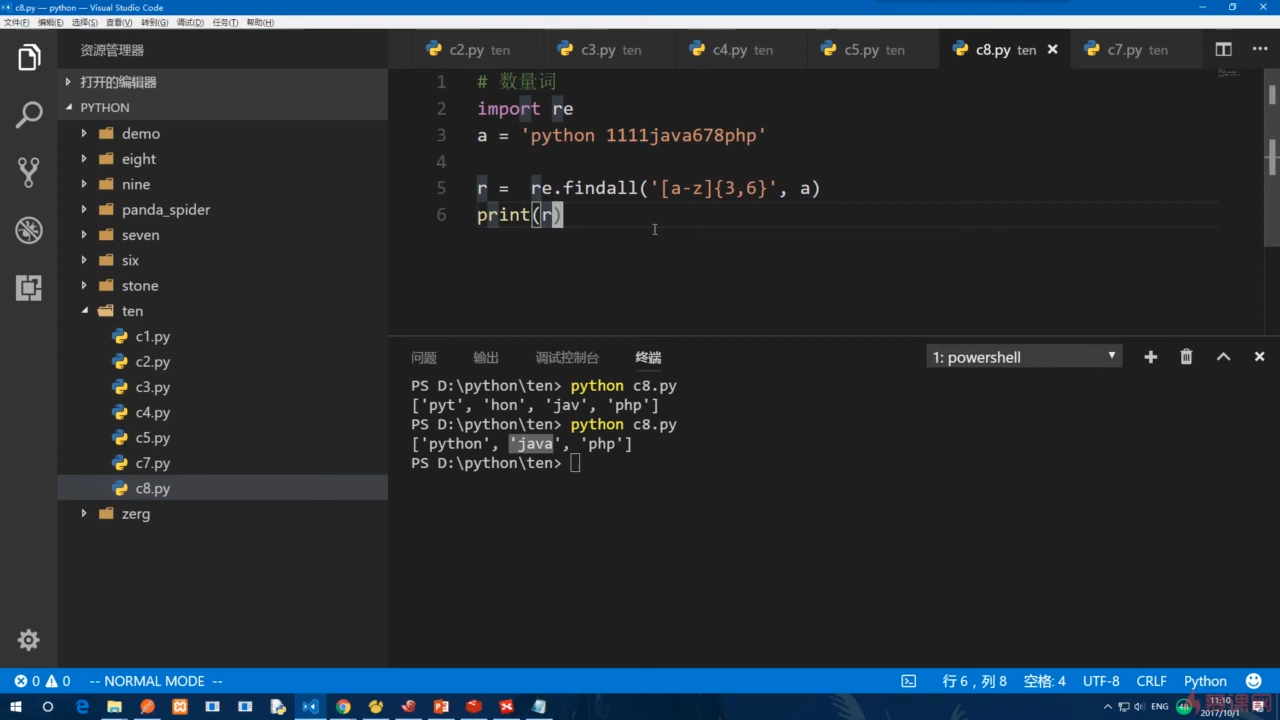 c8.py — python — Visual Studio Code
文件(F) 编辑(E) 选择(S) 查看(V) 转到(G) 调试(D) 任务(T) 帮助(H)
资源管理器
c2.py ten c3.py ten c4.py ten c5.py ten c8.py ten c7.py ten
打开的编辑器
PYTHON
demo
eight
nine
panda_spider
seven
six
stone
ten
c1.py
c2.py
c3.py
c4.py
c5.py
c7.py
c8.py
zerg
1 # 数量词
2 import re
3 a = 'python 1111java678php'
4
5 r =  re.findall('[a-z]{3,6}', a)
6 print(r)
问题 输出 调试控制台 终端 1: powershell
PS D:\python\ten> python c8.py
['pyt', 'hon', 'jav', 'php']
PS D:\python\ten> python c8.py
['python', 'java', 'php']
PS D:\python\ten>
0 0 -- NORMAL MODE -- 行 6，列 8 空格: 4 UTF-8 CRLF Python
ENG 48 11:10
2017/10/1